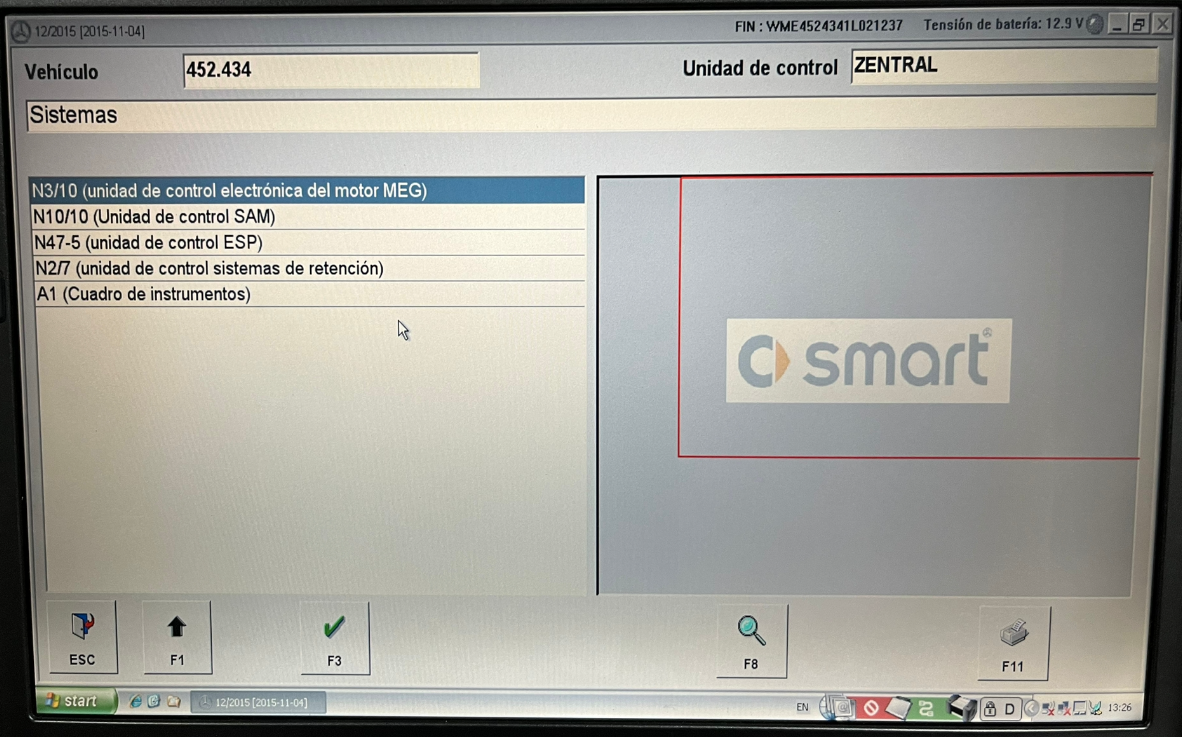 12/2015 [2015-11-04]
FIN : WME4524341L021237 Tensión de batería: 12.9 V
Vehículo 452.434 Unidad de control ZENTRAL
Sistemas
N3/10 (unidad de control electrónica del motor MEG)
N10/10 (Unidad de control SAM)
N47-5 (unidad de control ESP)
N2/7 (unidad de control sistemas de retención)
A1 (Cuadro de instrumentos)
smart
ESC F1 F3 F8 F11
start 12/2015 [2015-11-04] EN D 13:26